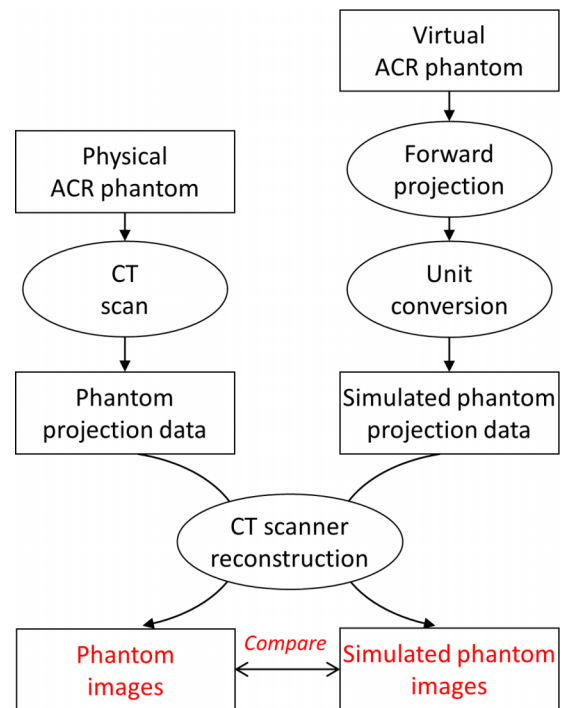 Virtual
ACR phantom
Physical
ACR phantom
Forward
projection
CT
scan
Unit
conversion
Phantom
projection data
Simulated phantom
projection data
CT scanner
reconstruction
Phantom
images
Compare
Simulated phantom
images